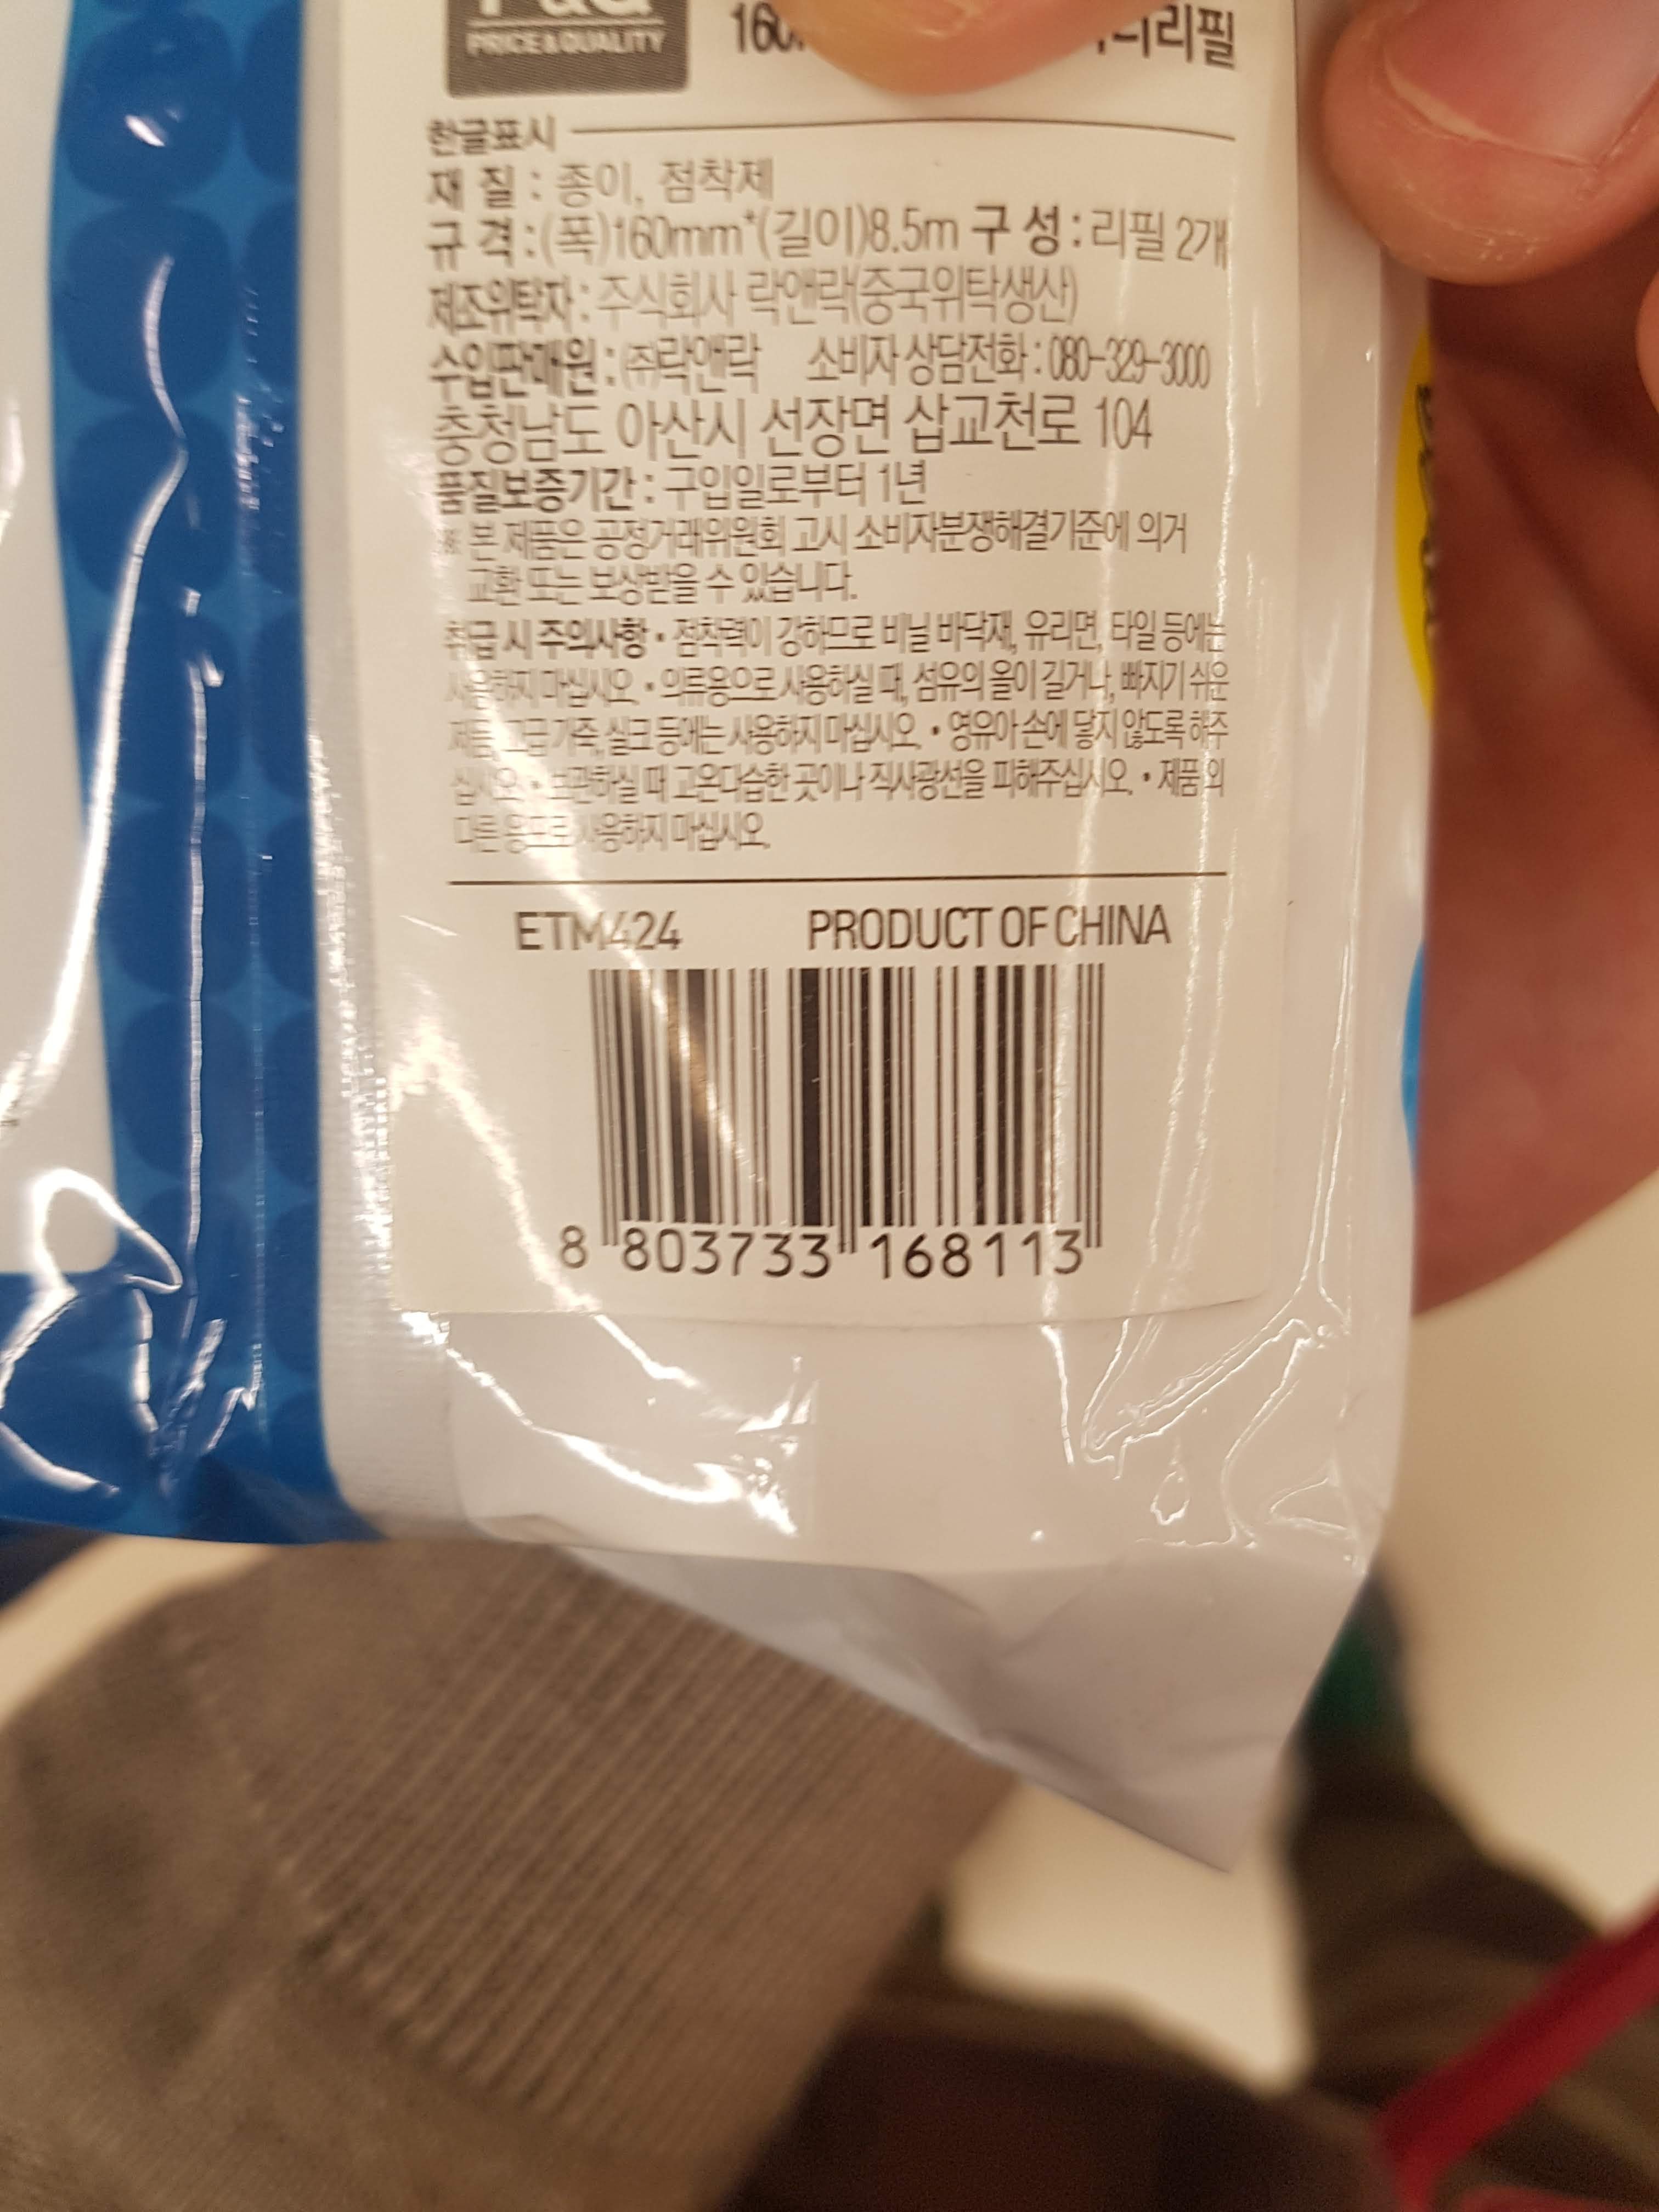 PRICE & QUALITY
160
리필
한글표시
재 질 : 종이, 점착제
규 격 : (폭)160mm*(길이)8.5m 구 성 : 리필 2개
제조위탁자 : 주식회사 락앤락(중국위탁생산)
수입판매원 : ㈜락앤락 소비자 상담전화 : 080-329-3000
충청남도 아산시 선장면 삽교천로 104
품질보증기간 : 구입일로부터 1년
※ 본 제품은 공정거래위원회 고시 소비자분쟁해결기준에 의거
교환 또는 보상받을 수 있습니다.
취급 시 주의사항 • 점착력이 강하므로 비닐 바닥재, 유리면, 타일 등에는
사용하지 마십시오. • 의류용으로 사용하실 때, 섬유의 올이 길거나, 빠지기 쉬운
제품, 고급 가죽, 실크 등에는 사용하지 마십시오. • 영유아 손에 닿지 않도록 해주
십시오. • 보관하실 때 고온다습한 곳이나 직사광선을 피해주십시오. • 제품 외
다른 용도로 사용하지 마십시오.
ETM424 PRODUCT OF CHINA
8 803733 168113